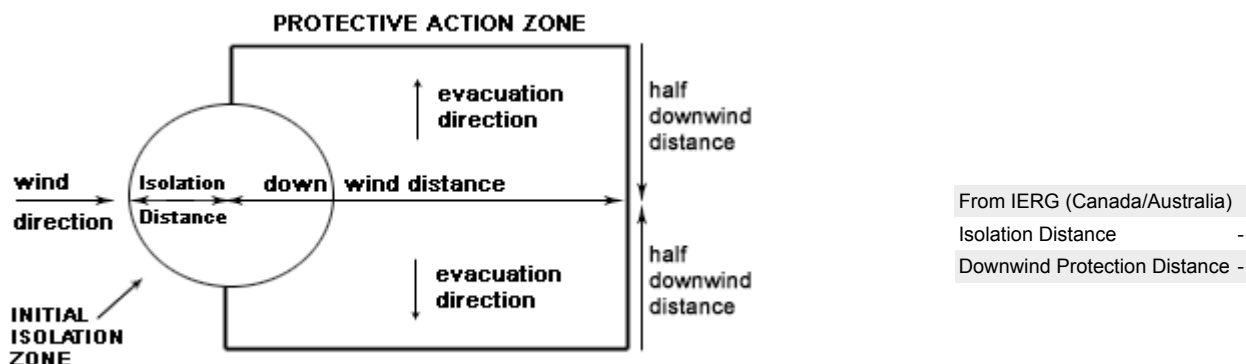 PROTECTIVE ACTION ZONE
evacuation
direction
half
downwind
distance
wind
direction
Isolation
Distance
down wind distance
evacuation
direction
half
downwind
distance
INITIAL
ISOLATION
ZONE
From IERG (Canada/Australia)
Isolation Distance -
Downwind Protection Distance -